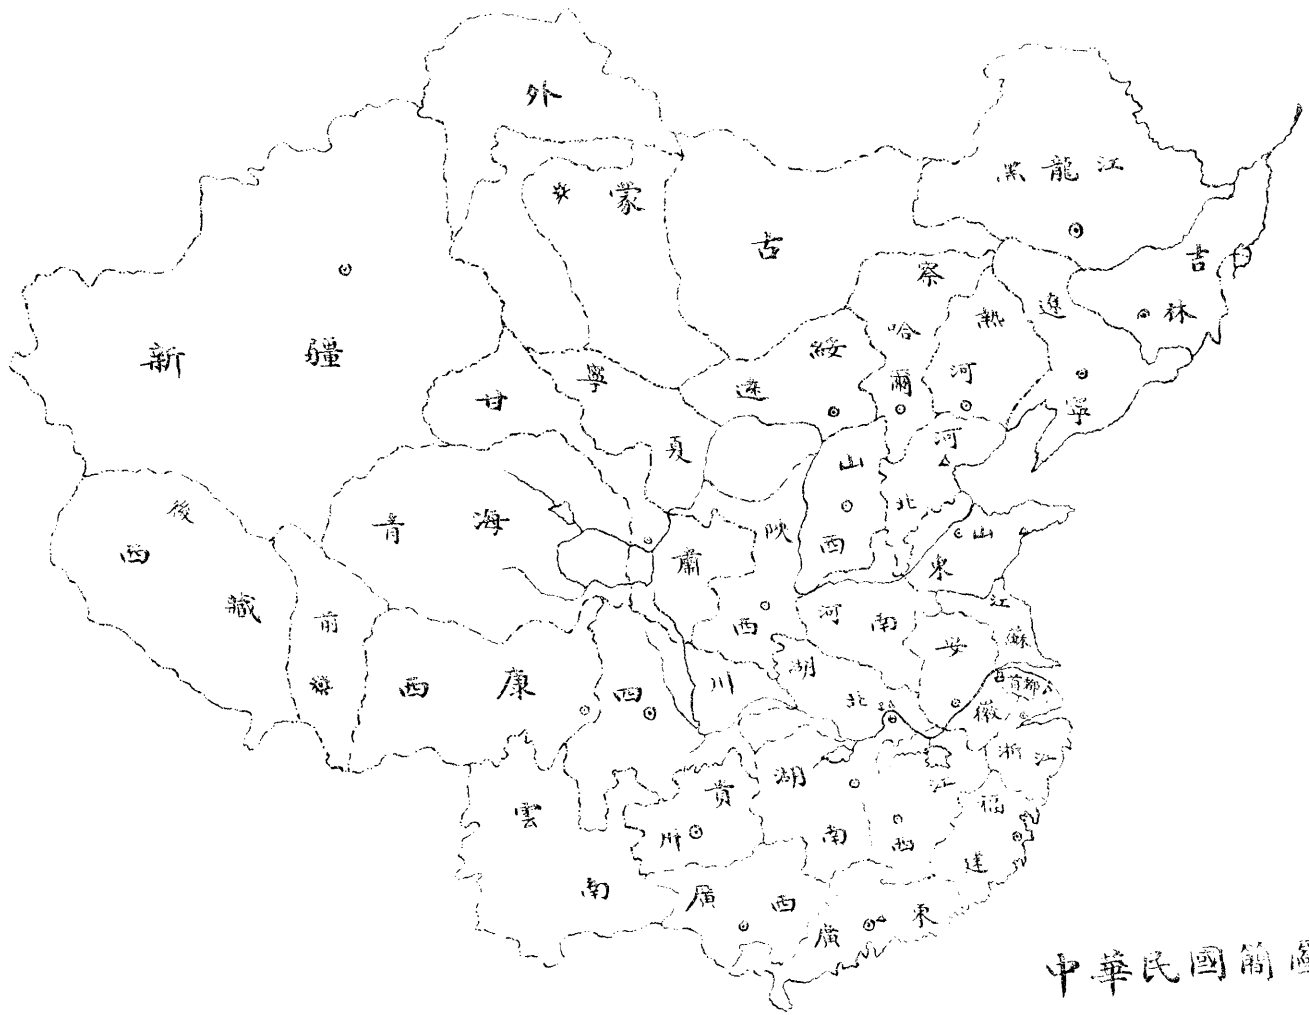 外蒙古
黑龍江
吉林
遼寧
察哈爾
熱河
綏遠
新疆
甘肅
寧夏
青海
後
西藏
前
西康
四川
陝西
山西
河北
山東
河南
江蘇
安徽
首都
湖北
浙江
江西
湖南
貴州
雲南
福建
廣西
廣東
中華民國簡圖